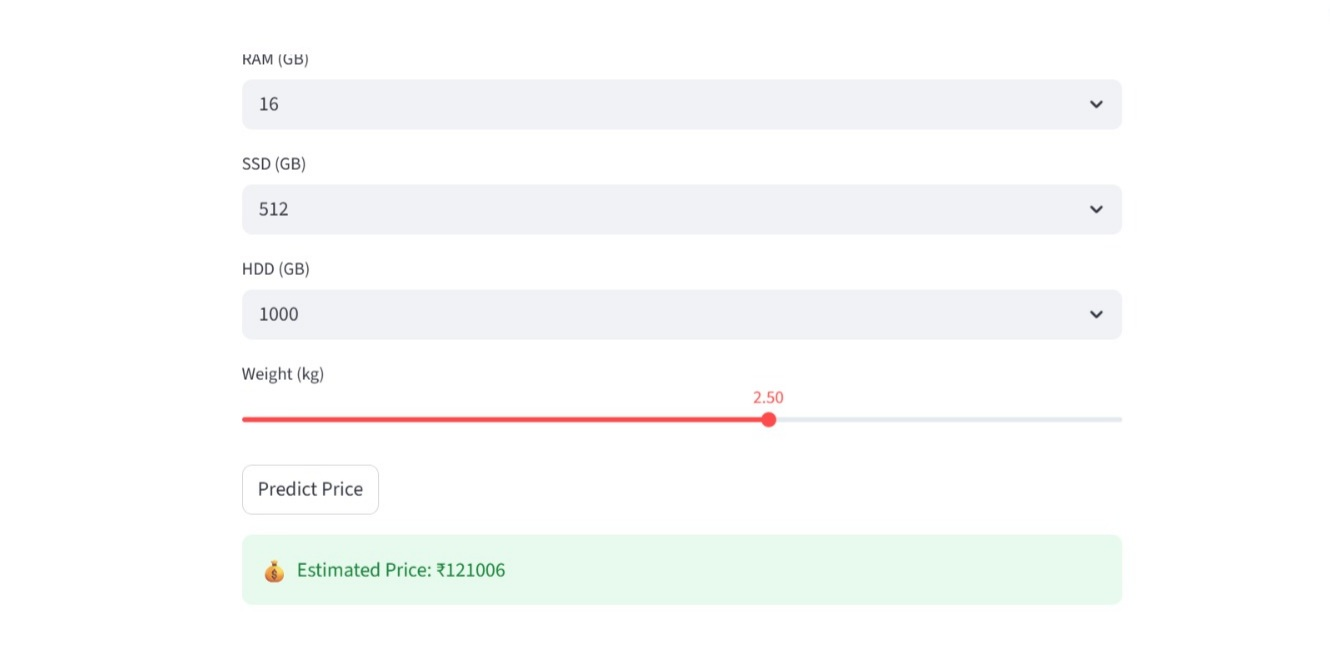 RAM (GB)
16
SSD (GB)
512
HDD (GB)
1000
Weight (kg)
2.50
Predict Price
Estimated Price: ₹121006